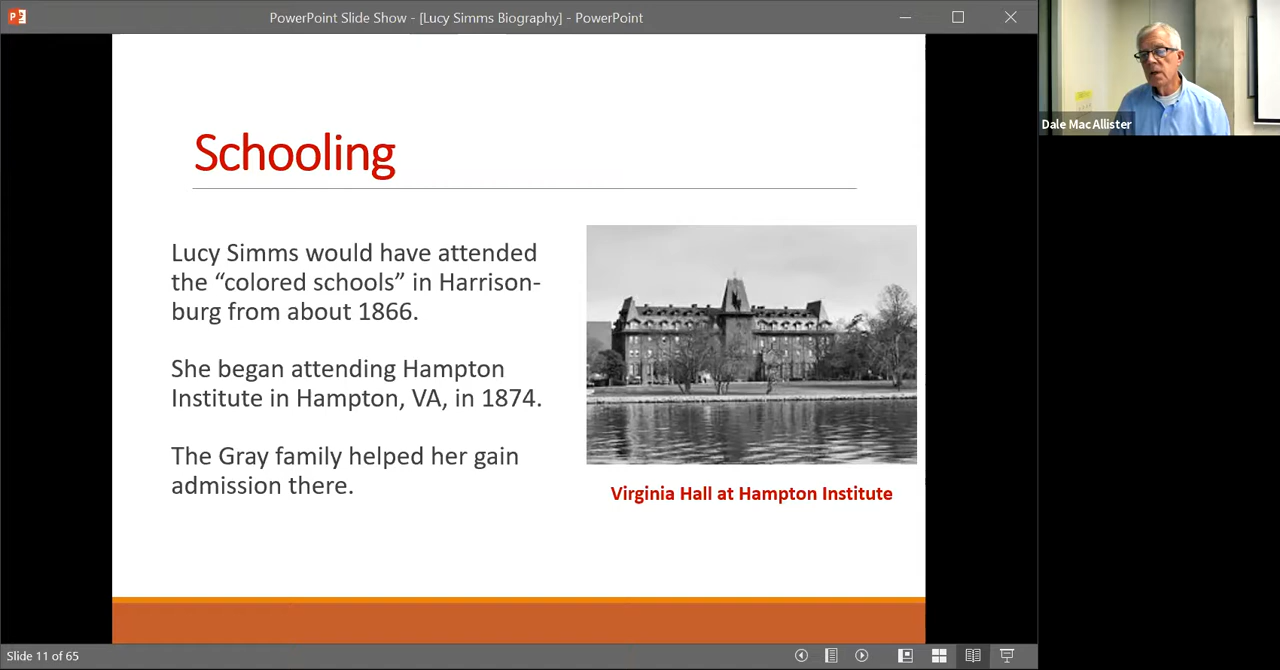 PowerPoint Slide Show - [Lucy Simms Biography] - PowerPoint
Dale Mac Allister
Schooling
Lucy Simms would have attended
the “colored schools” in Harrison-
burg from about 1866.
She began attending Hampton
Institute in Hampton, VA, in 1874.
The Gray family helped her gain
admission there.
Virginia Hall at Hampton Institute
Slide 11 of 65